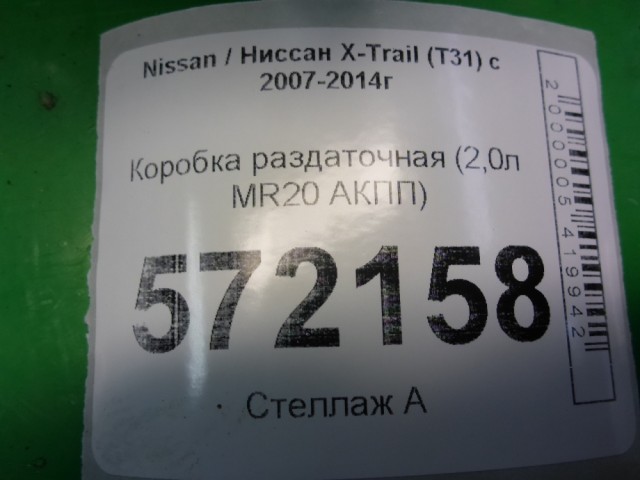 Nissan / Ниссан X-Trail (T31) с
2007-2014г
Коробка раздаточная (2,0л
MR20 АКПП)
572158
Стеллаж А
2000005419942